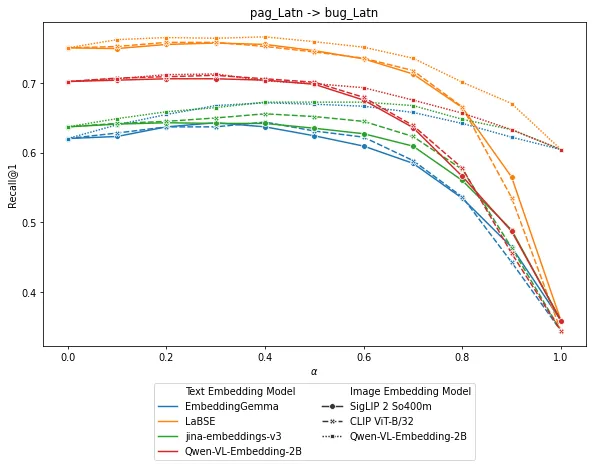 pag_Latn -> bug_Latn
Recall@1
0.7
0.6
0.5
0.4
0.0 0.2 0.4 0.6 0.8 1.0
α
Text Embedding Model Image Embedding Model
EmbeddingGemma SigLIP 2 So400m
LaBSE CLIP ViT-B/32
jina-embeddings-v3 Qwen-VL-Embedding-2B
Qwen-VL-Embedding-2B